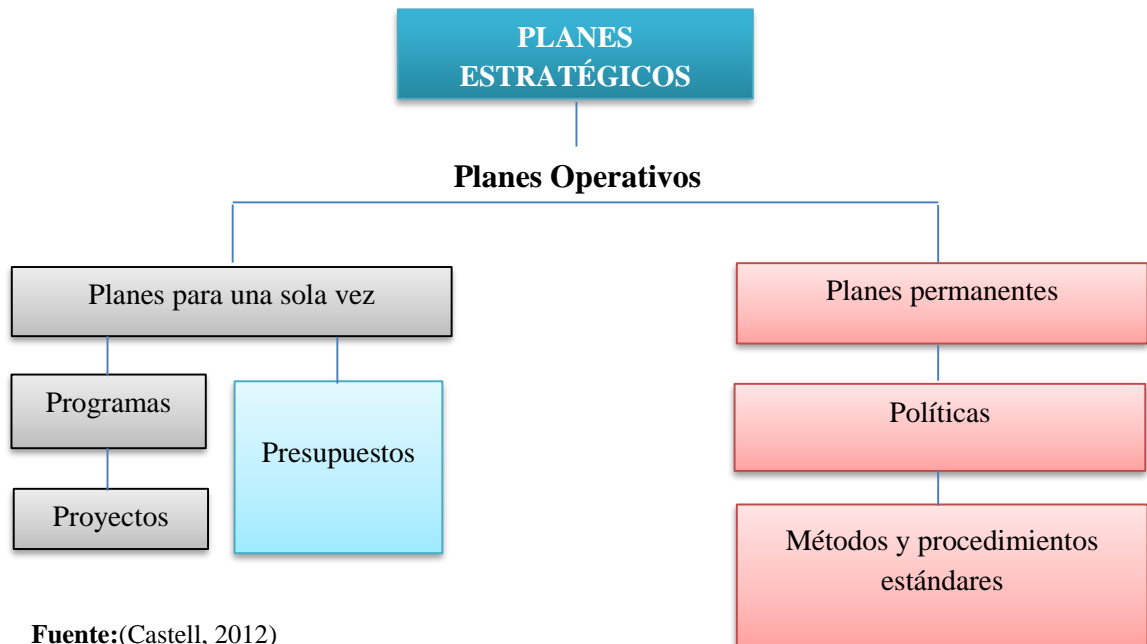 PLANES
ESTRATÉGICOS
Planes Operativos
Planes para una sola vez
Planes permanentes
Programas
Presupuestos
Políticas
Proyectos
Métodos y procedimientos
estándares
Fuente:(Castell, 2012)